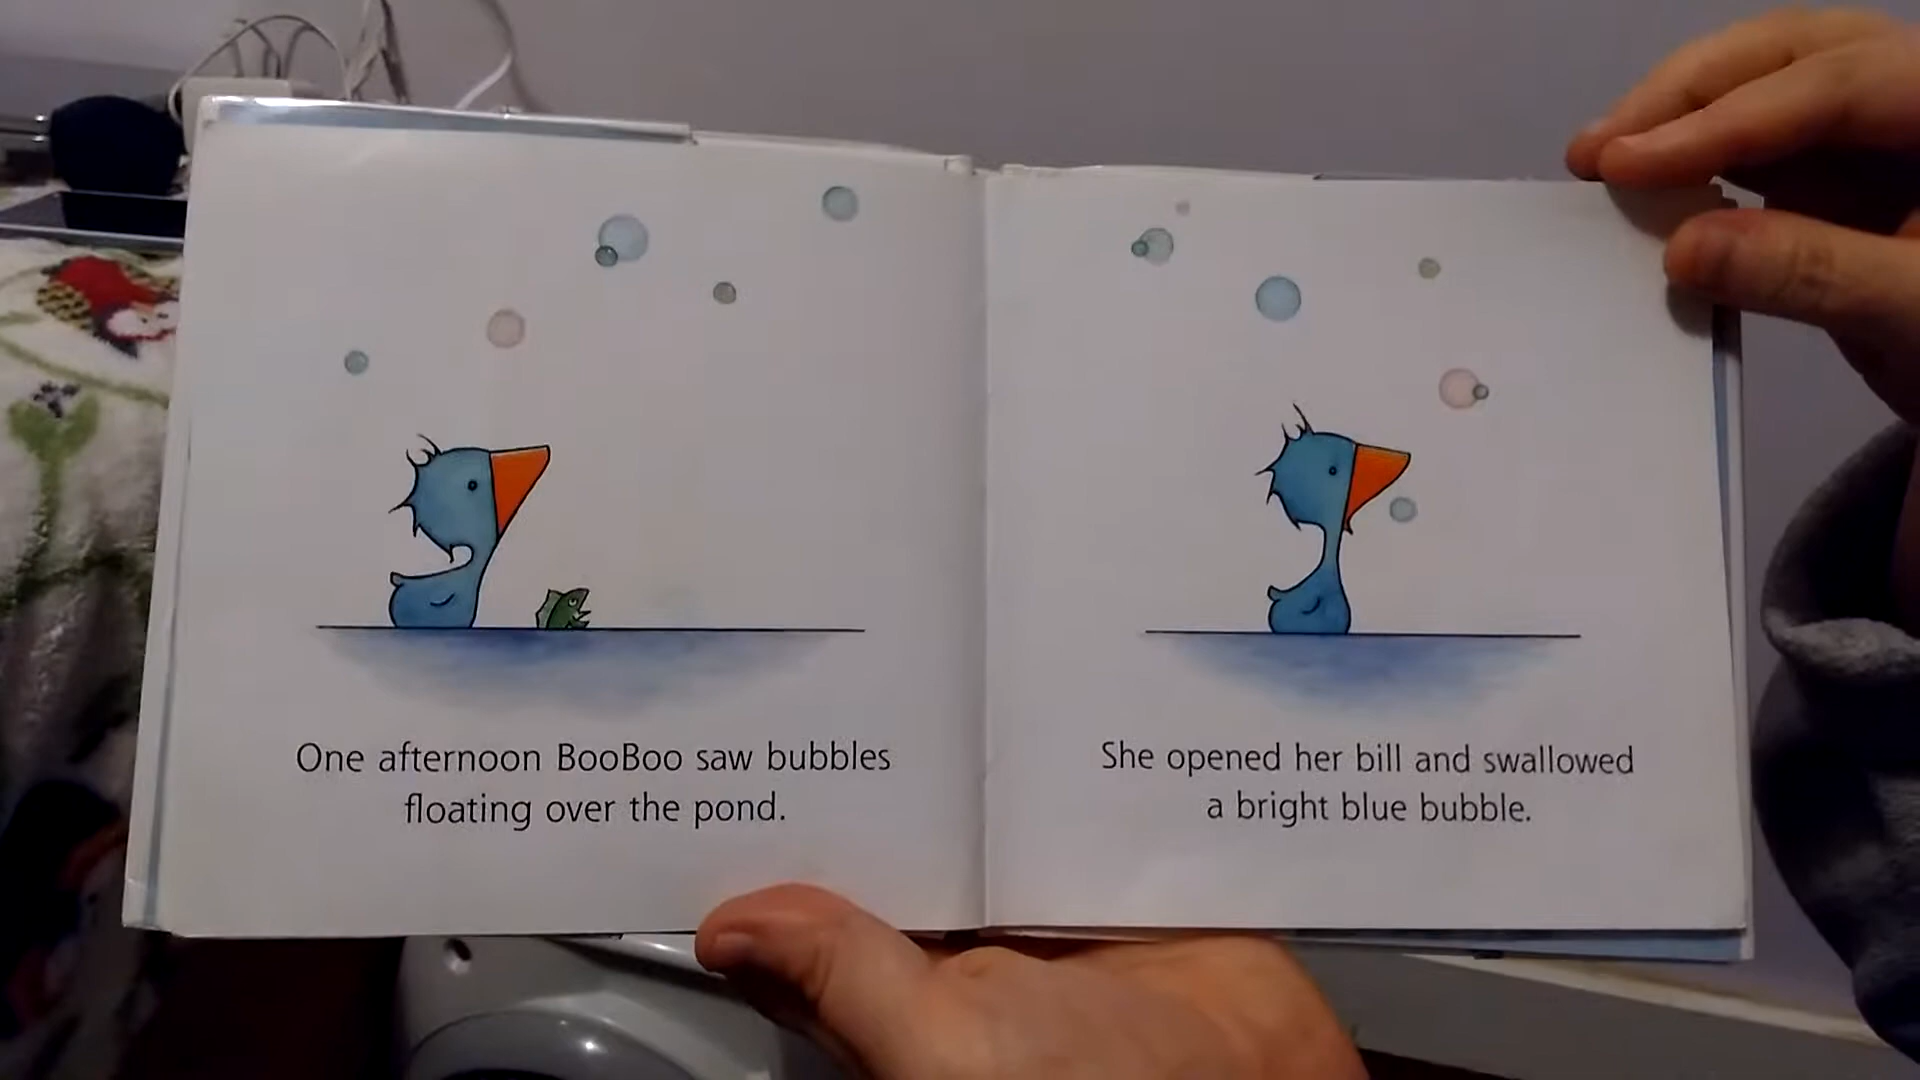 One afternoon BooBoo saw bubbles
floating over the pond.
She opened her bill and swallowed
a bright blue bubble.